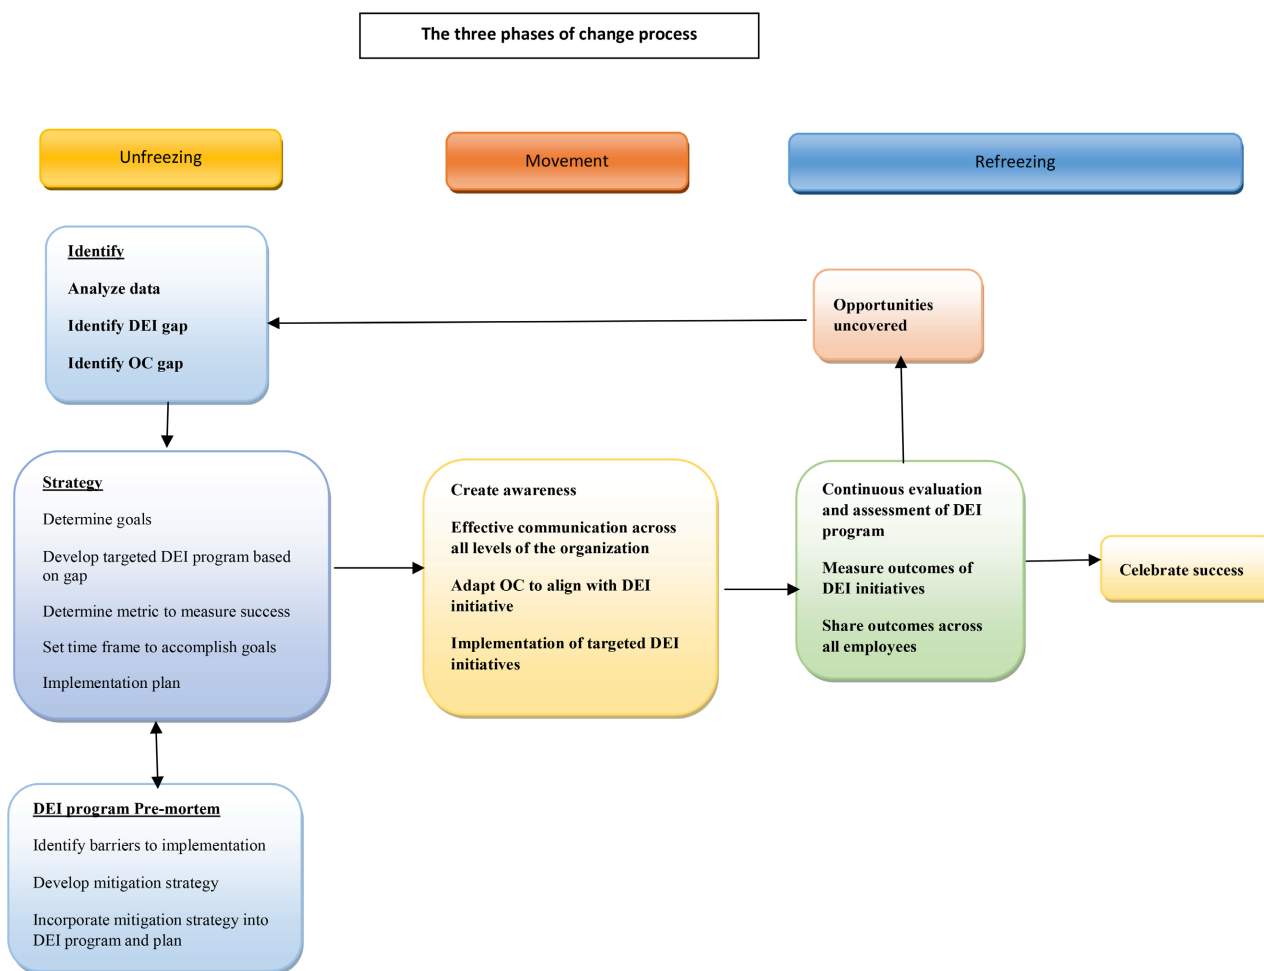 The three phases of change process
Unfreezing
Movement
Refreezing
Identify
Analyze data
Identify DEI gap
Identify OC gap
Opportunities
uncovered
Strategy
Determine goals
Develop targeted DEI program based
on gap
Determine metric to measure success
Set time frame to accomplish goals
Implementation plan
Create awareness
Effective communication across
all levels of the organization
Adapt OC to align with DEI
initiative
Implementation of targeted DEI
initiatives
Continuous evaluation
and assessment of DEI
program
Measure outcomes of
DEI initiatives
Share outcomes across
all employees
Celebrate success
DEI program Pre-mortem
Identify barriers to implementation
Develop mitigation strategy
Incorporate mitigation strategy into
DEI program and plan